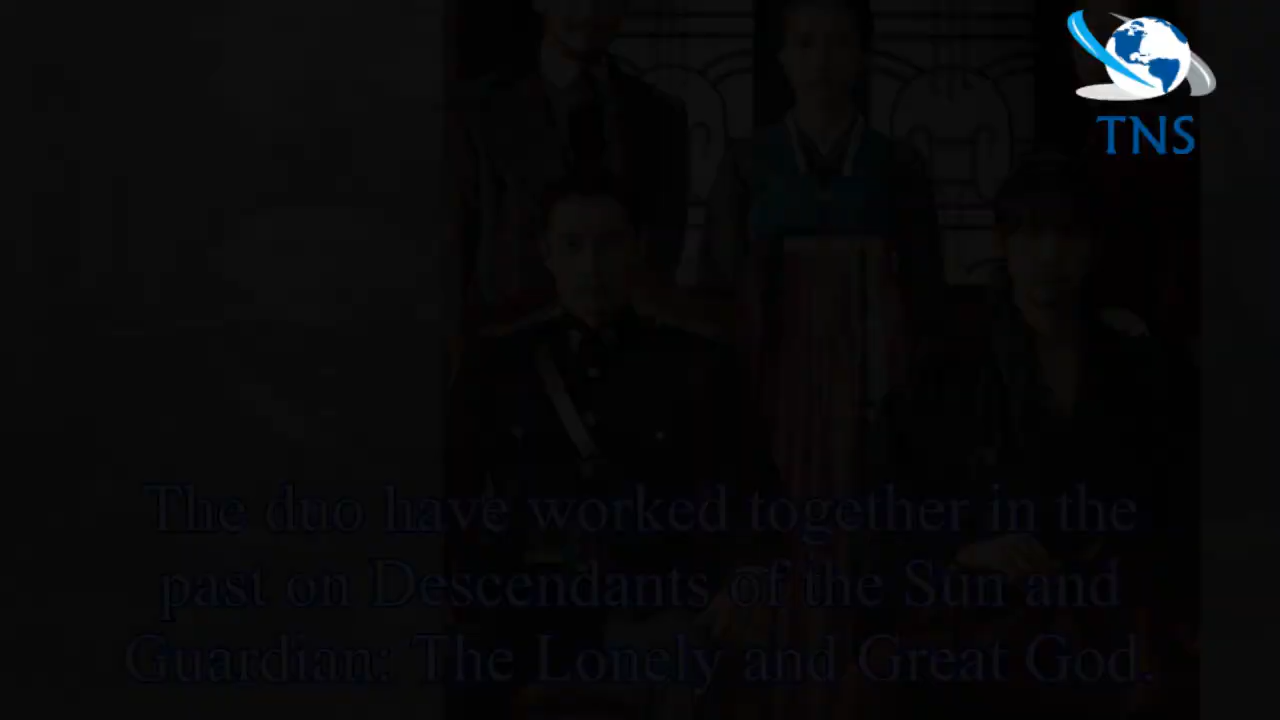 TNS
The duo have worked together in the
past on Descendants of the Sun and
Guardian: The Lonely and Great God.